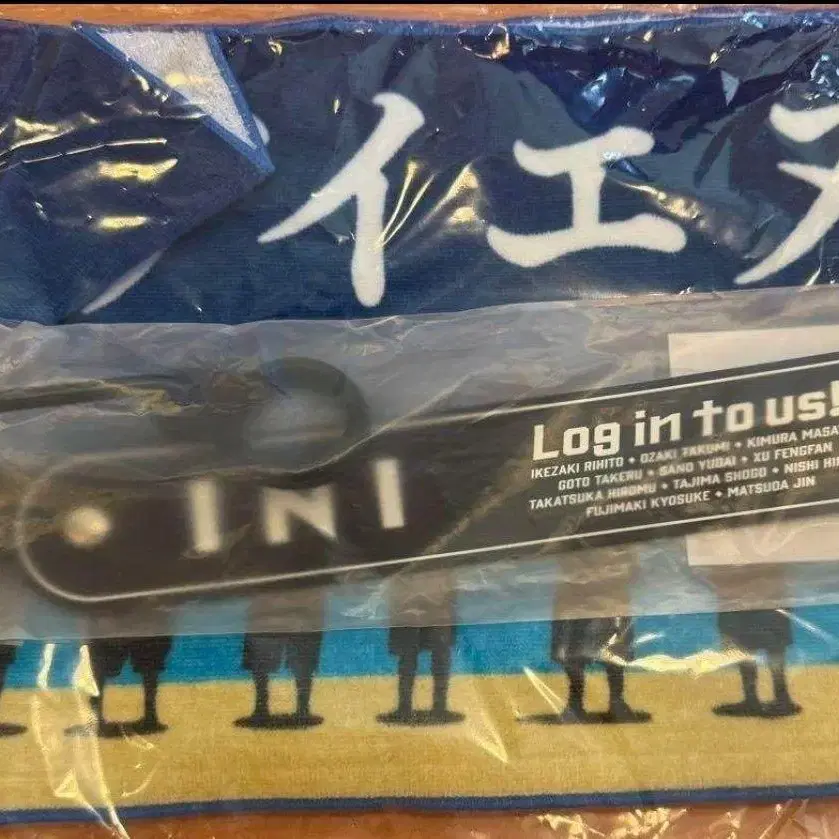 イエ
INI
Log in to us!
IKEZAKI RIHITO • OZAKI TAKUMI • KIMURA MASA
GOTO TAKERU • SANO YUDAI • XU FENGFAN
TAKATSUKA HIROMU • TAJIMA SHOGO • NISHI HIR
FUJIMAKI KYOSUKE • MATSUDA JIN